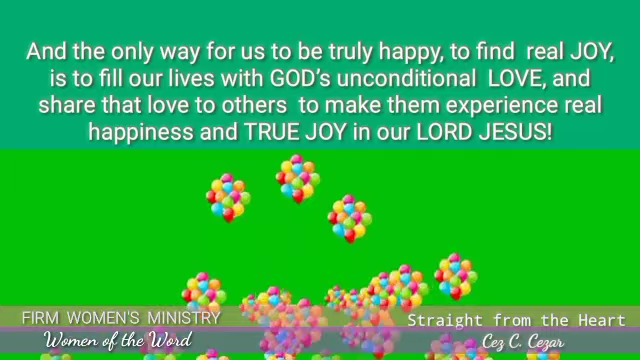 And the only way for us to be truly happy, to find real JOY,
is to fill our lives with GOD’s unconditional LOVE, and
share that love to others to make them experience real
happiness and TRUE JOY in our LORD JESUS!
FIRM WOMEN'S MINISTRY
Women of the Word
Straight from the Heart
Cez C. Cezar